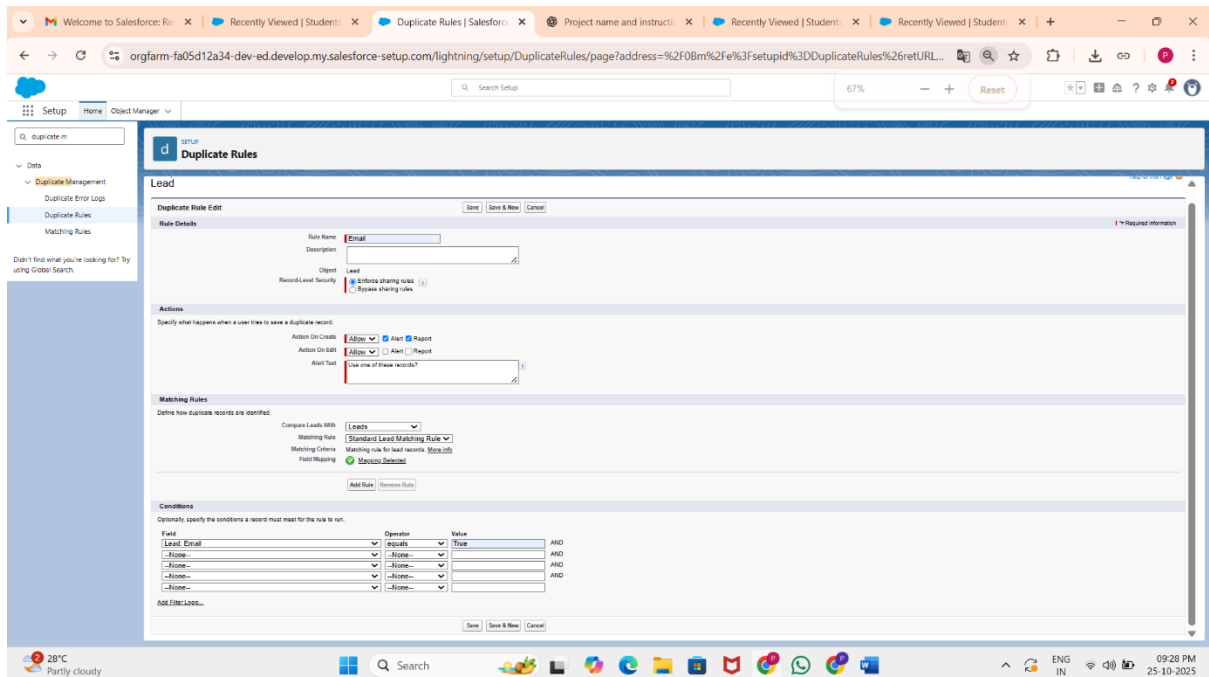 Welcome to Salesforce: Re
Recently Viewed | Students
Duplicate Rules | Salesforce
Project name and instructic
Recently Viewed | Students
Recently Viewed | Students
orgfarm-fa05d12a34-dev-ed.develop.my.salesforce-setup.com/lightning/setup/DuplicateRules/page?address=%2F0Bm%2Fe%3Fsetupid%3DDuplicateRules%26retURL...
P
Search Setup
67%
Reset
Setup
Home
Object Manager
duplicate m
Data
Duplicate Management
Duplicate Error Logs
Duplicate Rules
Matching Rules
Didn't find what you're looking for? Try
using Global Search.
d
SETUP
Duplicate Rules
Lead
Help for this Page
Duplicate Rule Edit
Save
Save & New
Cancel
Rule Details
= Required Information
Rule Name
Email
Description
Object
Lead
Record-Level Security
Enforce sharing rules
Bypass sharing rules
Actions
Specify what happens when a user tries to save a duplicate record.
Action On Create
Allow
Alert
Report
Action On Edit
Allow
Alert
Report
Alert Text
Use one of these records?
Matching Rules
Define how duplicate records are identified.
Compare Leads With
Leads
Matching Rule
Standard Lead Matching Rule
Matching Criteria
Matching rule for lead records. More info
Field Mapping
Mapping Selected
Add Rule
Remove Rule
Conditions
Optionally, specify the conditions a record must meet for the rule to run.
Field
Operator
Value
Lead: Email
equals
True
AND
--None--
--None--
AND
--None--
--None--
AND
--None--
--None--
AND
--None--
--None--
Add Filter Logic...
Save
Save & New
Cancel
2
28°C
Partly cloudy
Search
ENG
IN
09:28 PM
25-10-2025